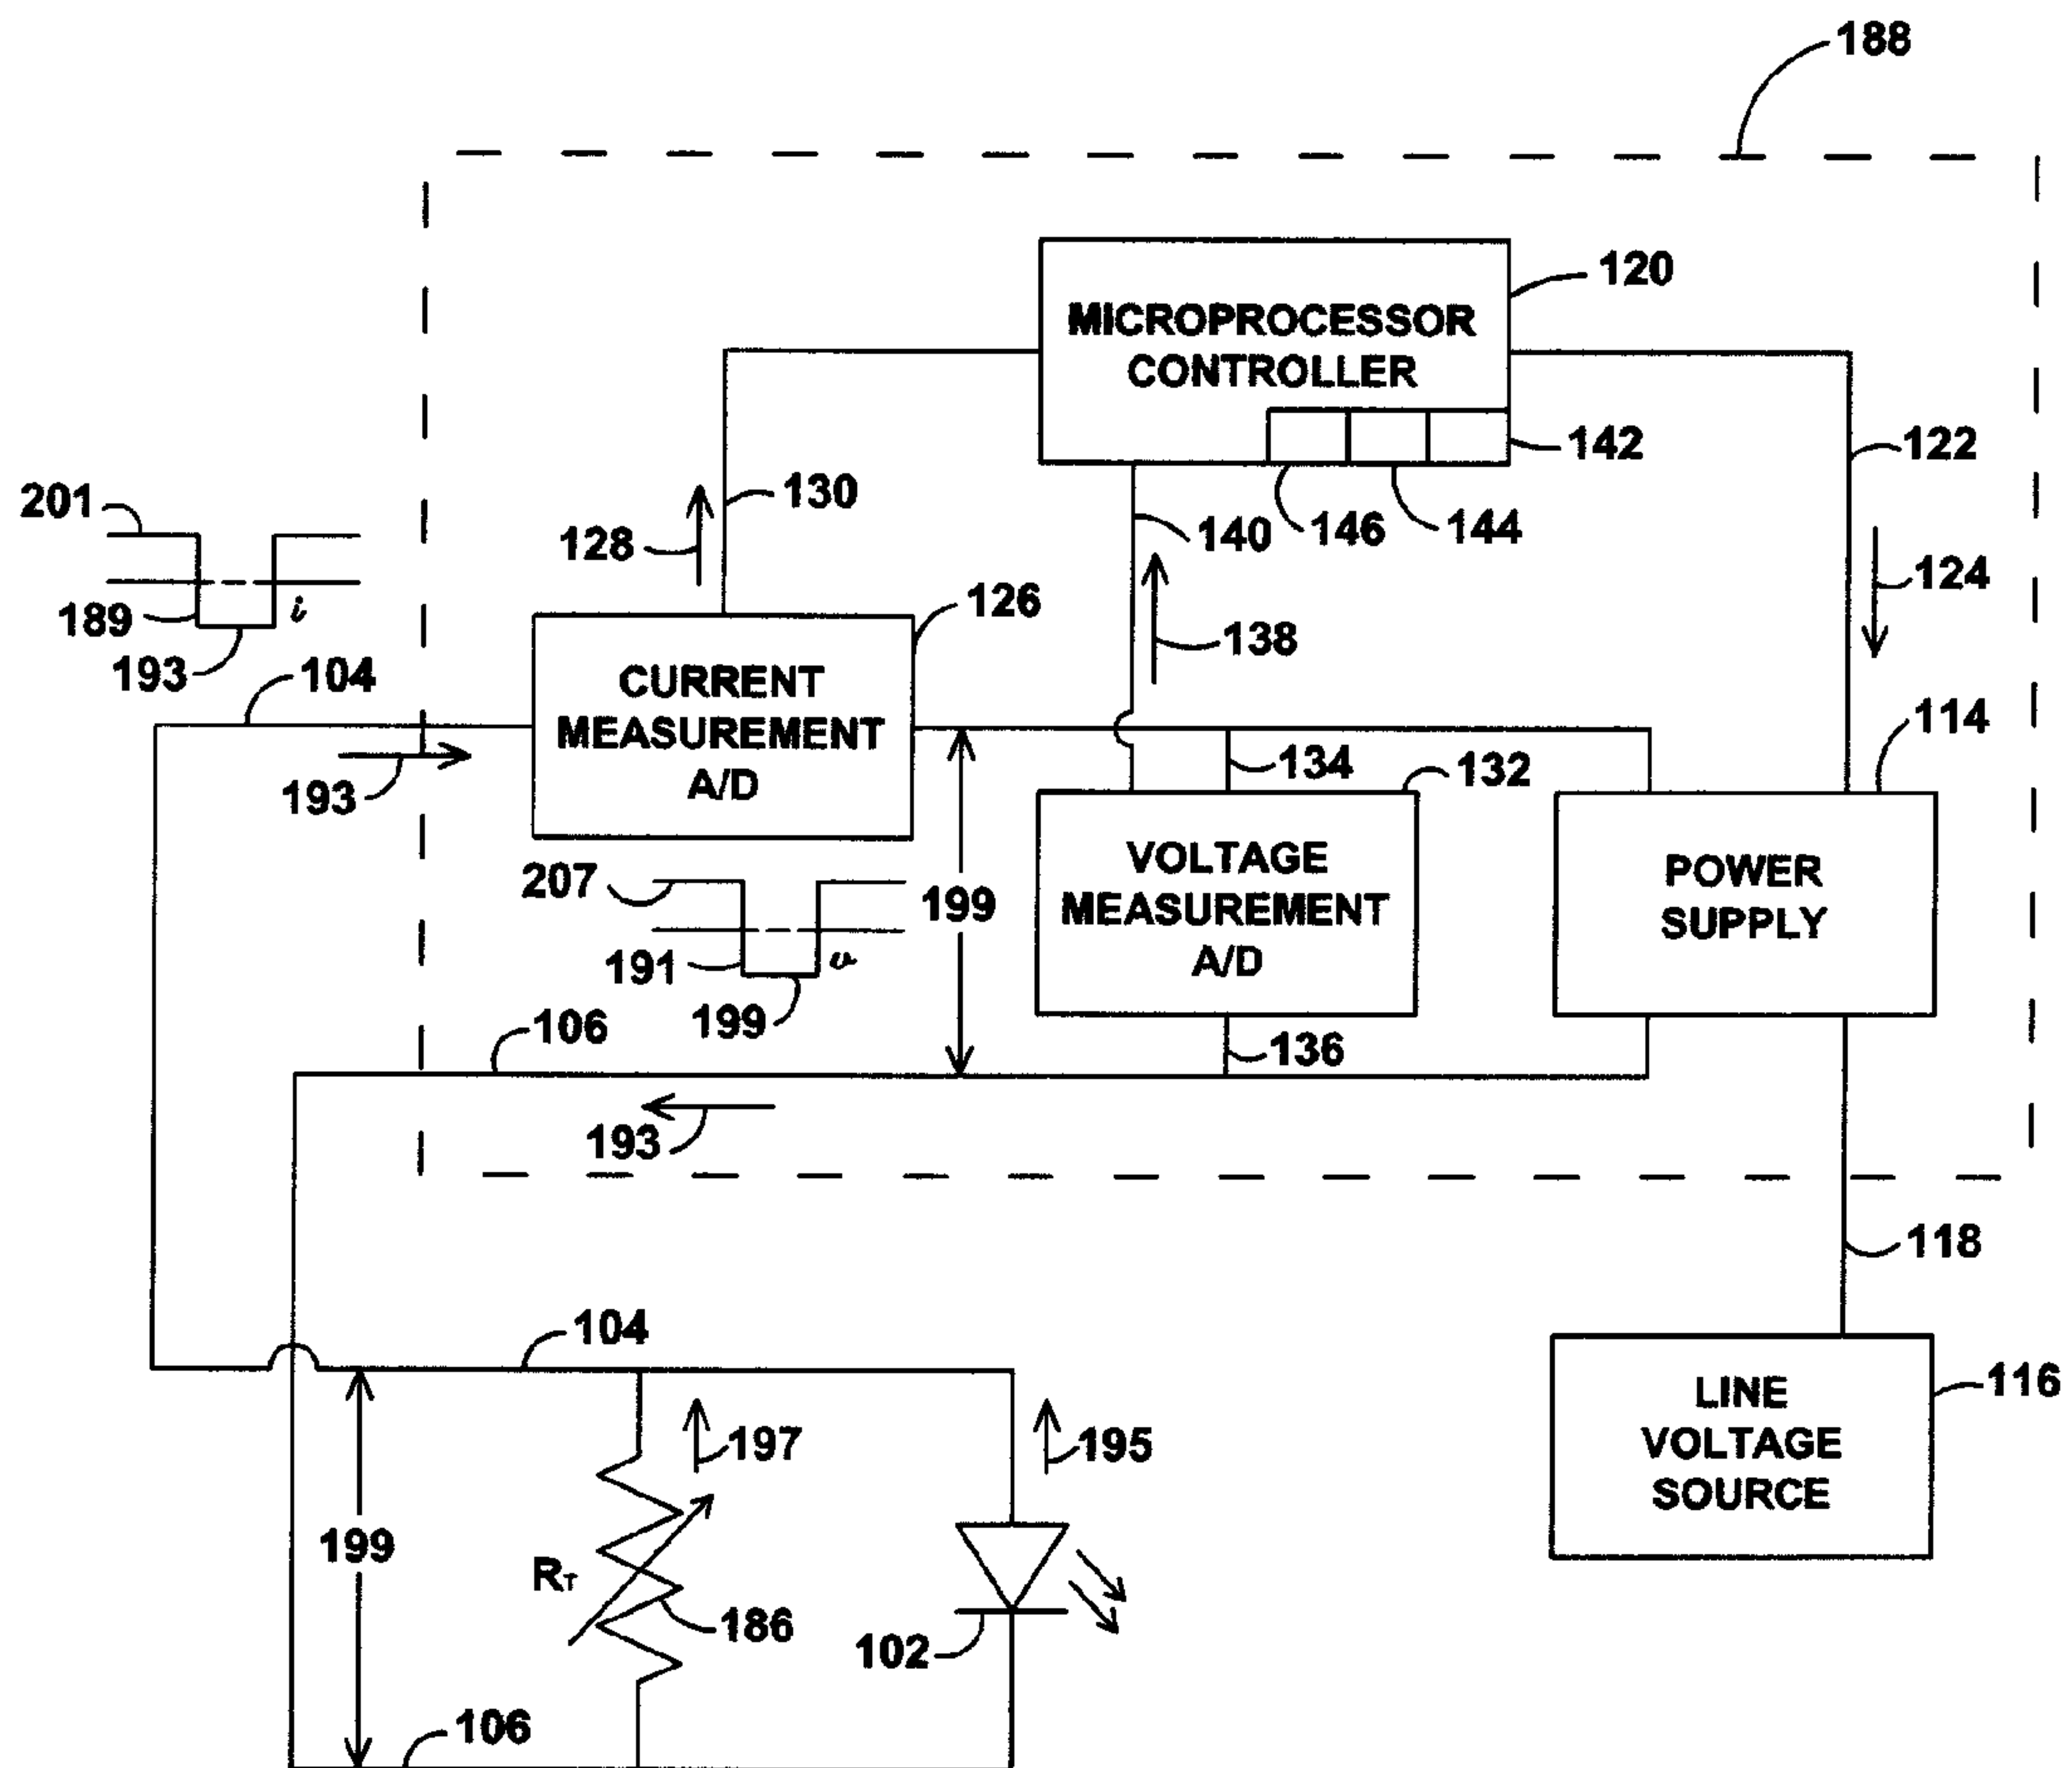 188
120
MICROPROCESSOR
CONTROLLER
142
122
201
130
140
146
144
128
124
189
i
126
138
193
104
CURRENT
MEASUREMENT
A/D
114
134
132
193
207
199
VOLTAGE
MEASUREMENT
A/D
POWER
SUPPLY
191
v
199
106
136
193
118
104
LINE
VOLTAGE
SOURCE
116
197
195
199
RT
186
102
106